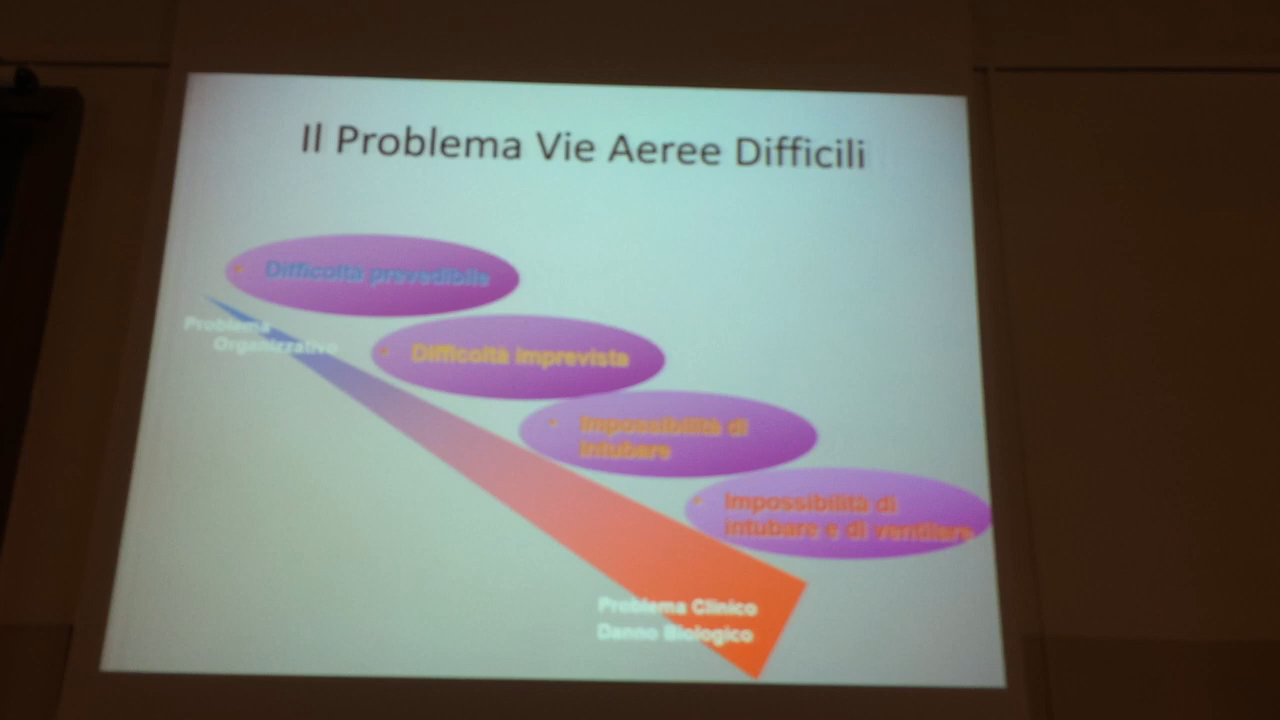 Il Problema Vie Aeree Difficili
• Difficoltà prevedibile
Problema
Organizzativo
• Difficoltà imprevista
• Impossibilità di
intubare
• Impossibilità di
intubare e di ventilare
Problema Clinico
Danno Biologico